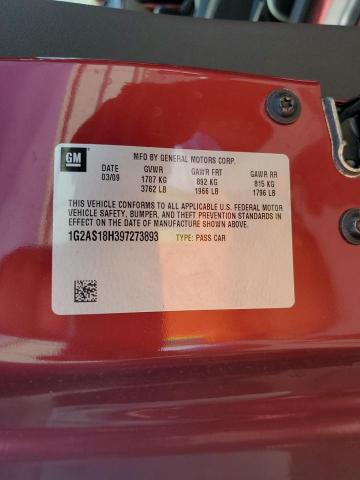 GM
MFD BY GENERAL MOTORS CORP.
DATE GVWR GAWR FRT GAWR RR
03/09 1707 KG 892 KG 815 KG
3762 LB 1966 LB 1796 LB
THIS VEHICLE CONFORMS TO ALL APPLICABLE U.S. FEDERAL MOTOR
VEHICLE SAFETY, BUMPER, AND THEFT PREVENTION STANDARDS IN
EFFECT ON THE DATE OF MANUFACTURE SHOWN ABOVE.
1G2AS18H397273893 TYPE: PASS CAR